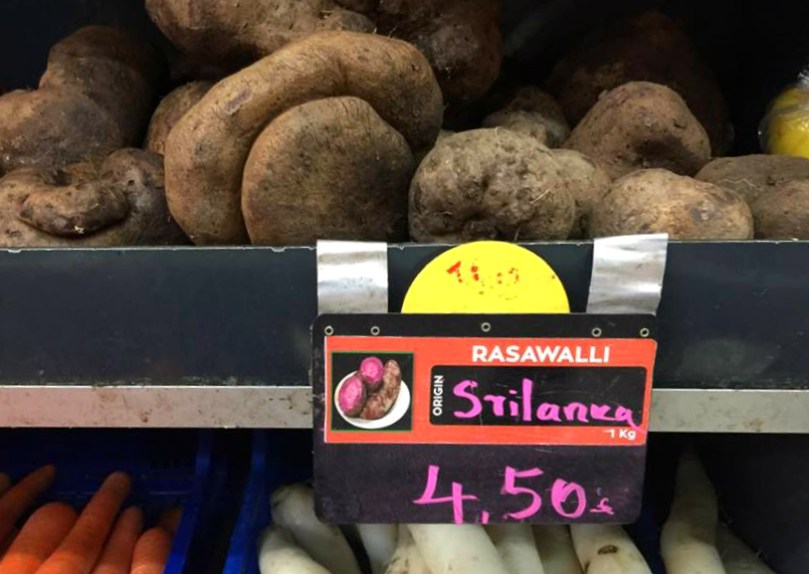 RASAWALLI
ORIGIN
Srilanka
1 Kg
4.50